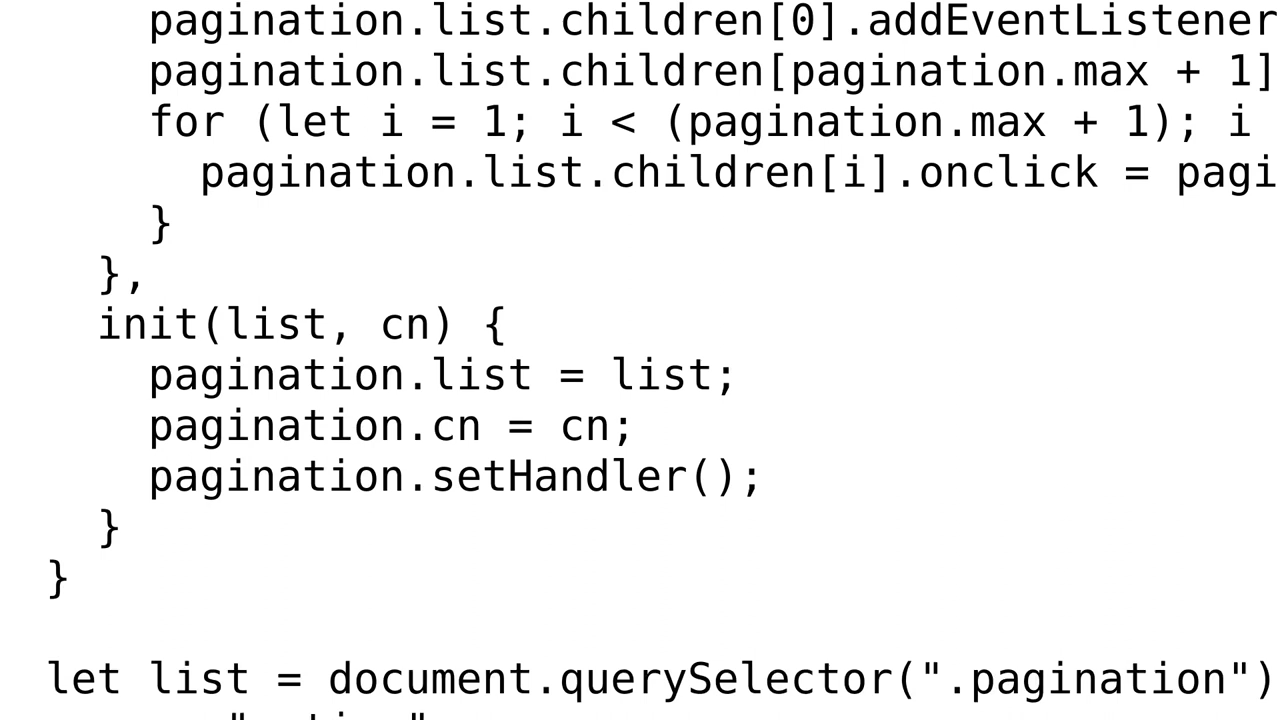 pagination.list.children[0].addEventListener
pagination.list.children[pagination.max + 1]
for (let i = 1; i < (pagination.max + 1); i
pagination.list.children[i].onclick = pagi
}
},
init(list, cn) {
pagination.list = list;
pagination.cn = cn;
pagination.setHandler();
}
}
let list = document.querySelector(".pagination")